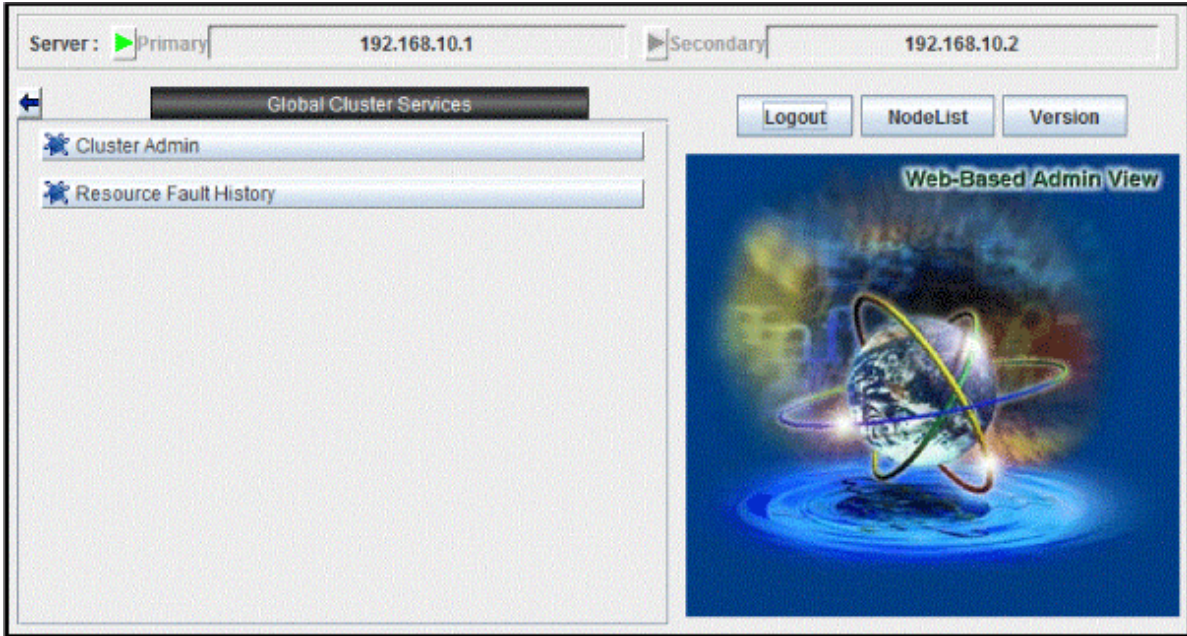 Server : Primary 192.168.10.1 Secondary 192.168.10.2
Global Cluster Services
Logout NodeList Version
Cluster Admin
Resource Fault History
Web-Based Admin View